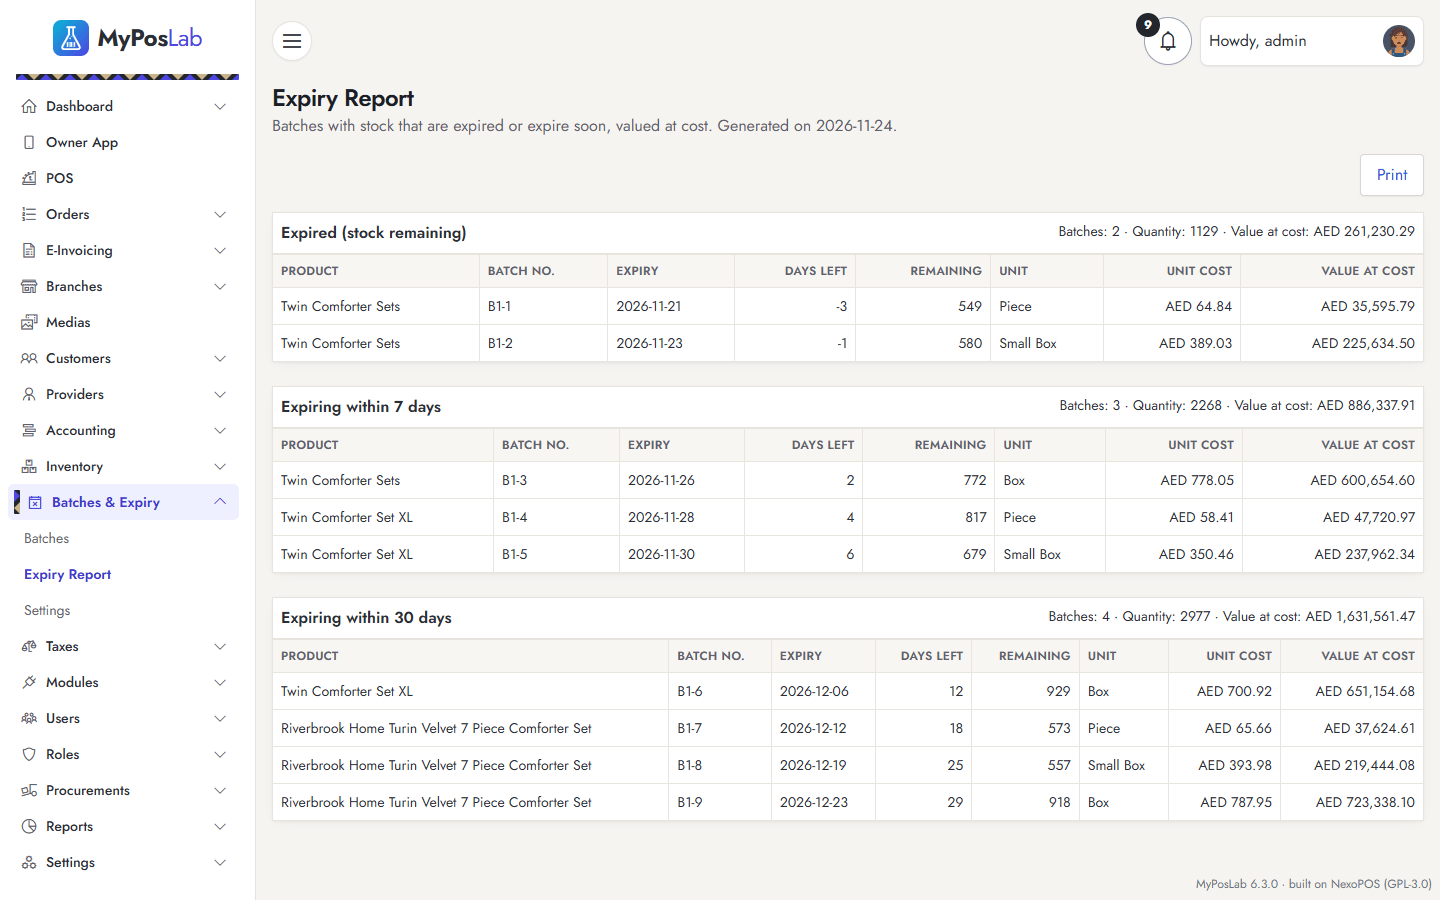 MyPosLab
9
Howdy, admin
Dashboard
Owner App
POS
Orders
E-Invoicing
Branches
Medias
Customers
Providers
Accounting
Inventory
Batches & Expiry
Batches
Expiry Report
Settings
Taxes
Modules
Users
Roles
Procurements
Reports
Settings
Expiry Report
Batches with stock that are expired or expire soon, valued at cost. Generated on 2026-11-24.
Print
Expired (stock remaining) Batches: 2 · Quantity: 1129 · Value at cost: AED 261,230.29
PRODUCT BATCH NO. EXPIRY DAYS LEFT REMAINING UNIT UNIT COST VALUE AT COST
Twin Comforter Sets B1-1 2026-11-21 -3 549 Piece AED 64.84 AED 35,595.79
Twin Comforter Sets B1-2 2026-11-23 -1 580 Small Box AED 389.03 AED 225,634.50
Expiring within 7 days Batches: 3 · Quantity: 2268 · Value at cost: AED 886,337.91
PRODUCT BATCH NO. EXPIRY DAYS LEFT REMAINING UNIT UNIT COST VALUE AT COST
Twin Comforter Sets B1-3 2026-11-26 2 772 Box AED 778.05 AED 600,654.60
Twin Comforter Set XL B1-4 2026-11-28 4 817 Piece AED 58.41 AED 47,720.97
Twin Comforter Set XL B1-5 2026-11-30 6 679 Small Box AED 350.46 AED 237,962.34
Expiring within 30 days Batches: 4 · Quantity: 2977 · Value at cost: AED 1,631,561.47
PRODUCT BATCH NO. EXPIRY DAYS LEFT REMAINING UNIT UNIT COST VALUE AT COST
Twin Comforter Set XL B1-6 2026-12-06 12 929 Box AED 700.92 AED 651,154.68
Riverbrook Home Turin Velvet 7 Piece Comforter Set B1-7 2026-12-12 18 573 Piece AED 65.66 AED 37,624.61
Riverbrook Home Turin Velvet 7 Piece Comforter Set B1-8 2026-12-19 25 557 Small Box AED 393.98 AED 219,444.08
Riverbrook Home Turin Velvet 7 Piece Comforter Set B1-9 2026-12-23 29 918 Box AED 787.95 AED 723,338.10
MyPosLab 6.3.0 · built on NexoPOS (GPL-3.0)